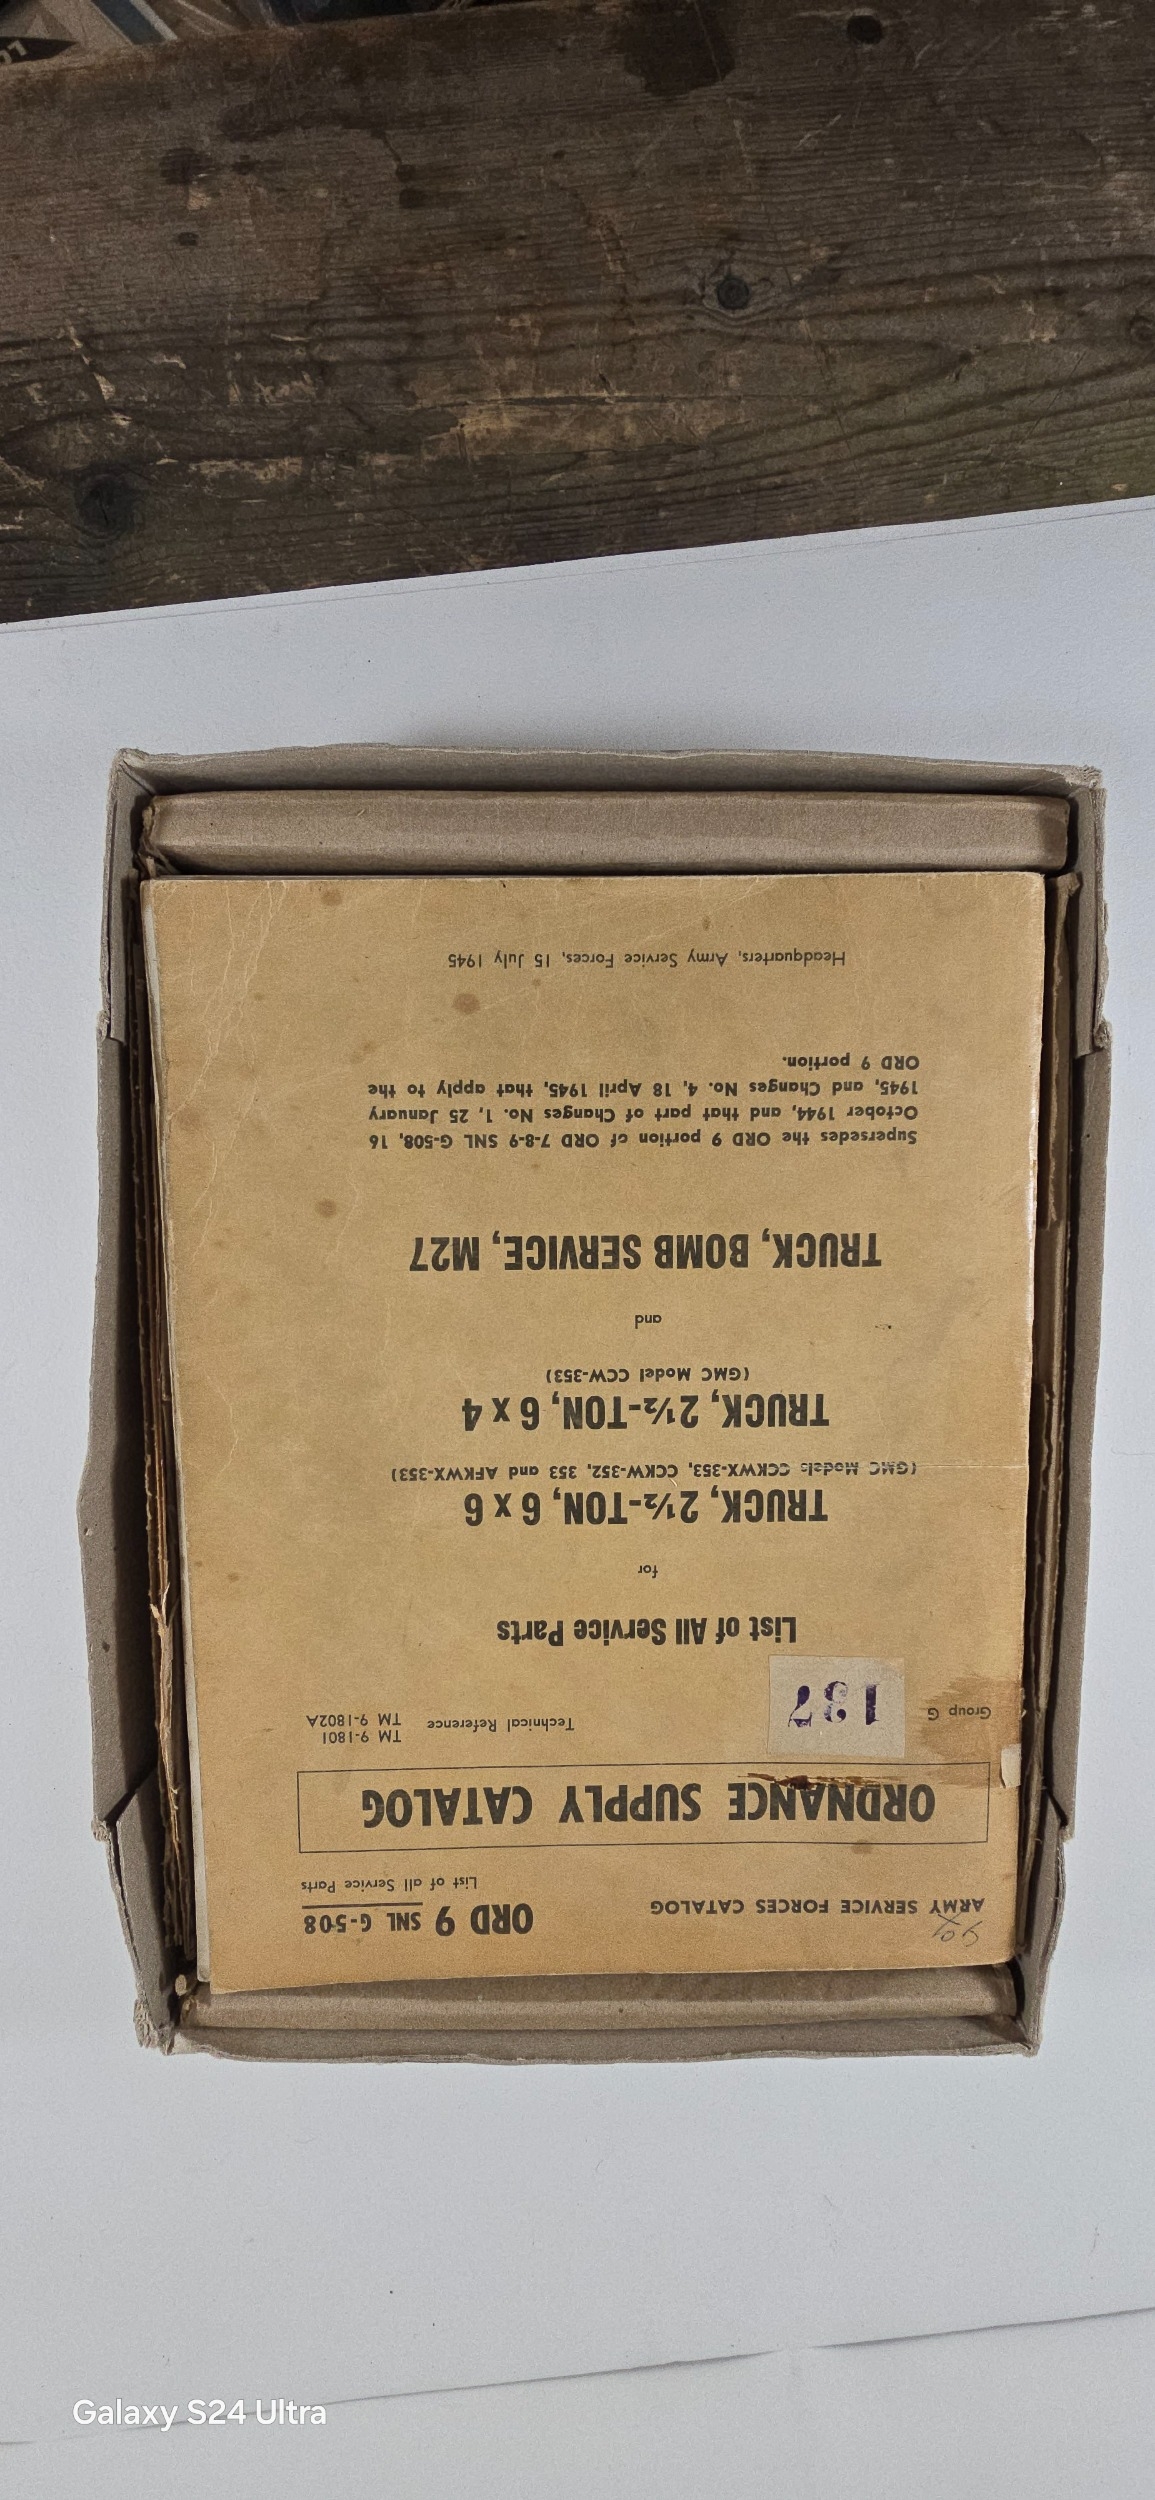 ARMY SERVICE FORCES CATALOG
ORD 9 SNL G-508
List of all Service Parts
ORDNANCE SUPPLY CATALOG
Group G
137
Technical Reference
TM 9-1801
TM 9-1802A
List of All Service Parts
for
TRUCK, 2½-TON, 6 x 6
(GMC Models CCKWX-353, CCKW-352, 353 and AFKWX-353)
TRUCK, 2½-TON, 6 x 4
(GMC Model CCW-353)
and
TRUCK, BOMB SERVICE, M27
Supersedes the ORD 9 portion of ORD 7-8-9 SNL G-508, 16
October 1944, and that part of Changes No. 1, 25 January
1945, and Changes No. 4, 18 April 1945, that apply to the
ORD 9 portion.
Headquarters, Army Service Forces, 15 July 1945
Galaxy S24 Ultra